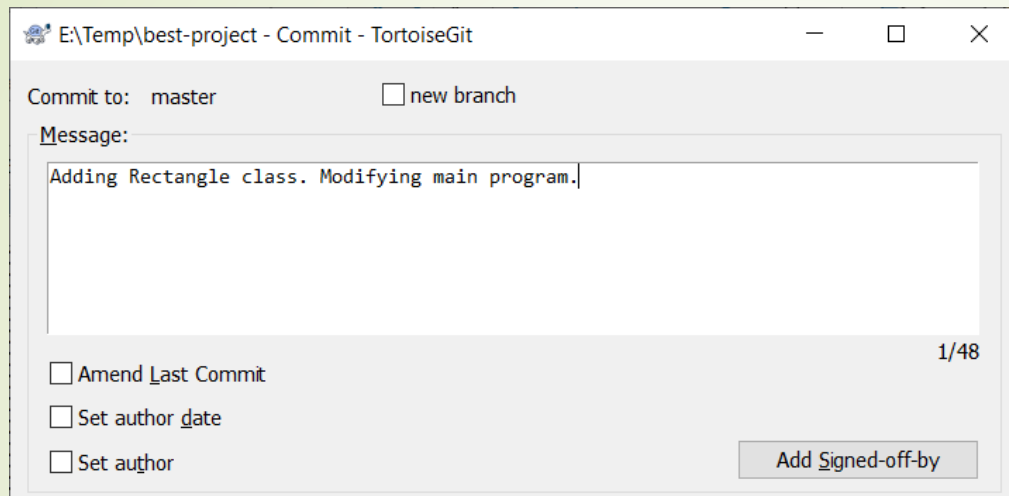 E:\Temp\best-project - Commit - TortoiseGit
Commit to: master new branch
Message:
Adding Rectangle class. Modifying main program.
1/48
Amend Last Commit
Set author date
Set author
Add Signed-off-by